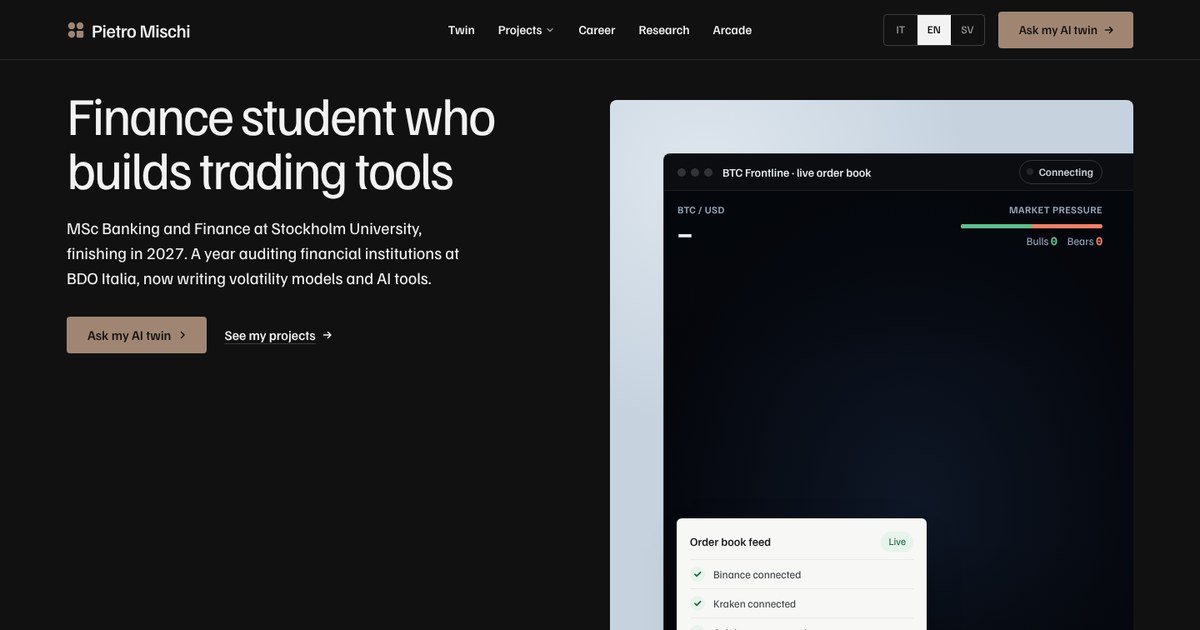 Pietro Mischi
Twin
Projects
Career
Research
Arcade
IT
EN
SV
Ask my AI twin →
Finance student who
builds trading tools
MSc Banking and Finance at Stockholm University,
finishing in 2027. A year auditing financial institutions at
BDO Italia, now writing volatility models and AI tools.
Ask my AI twin
See my projects →
BTC Frontline · live order book
Connecting
BTC / USD
–
MARKET PRESSURE
Bulls 0 Bears 0
Order book feed
Live
Binance connected
Kraken connected